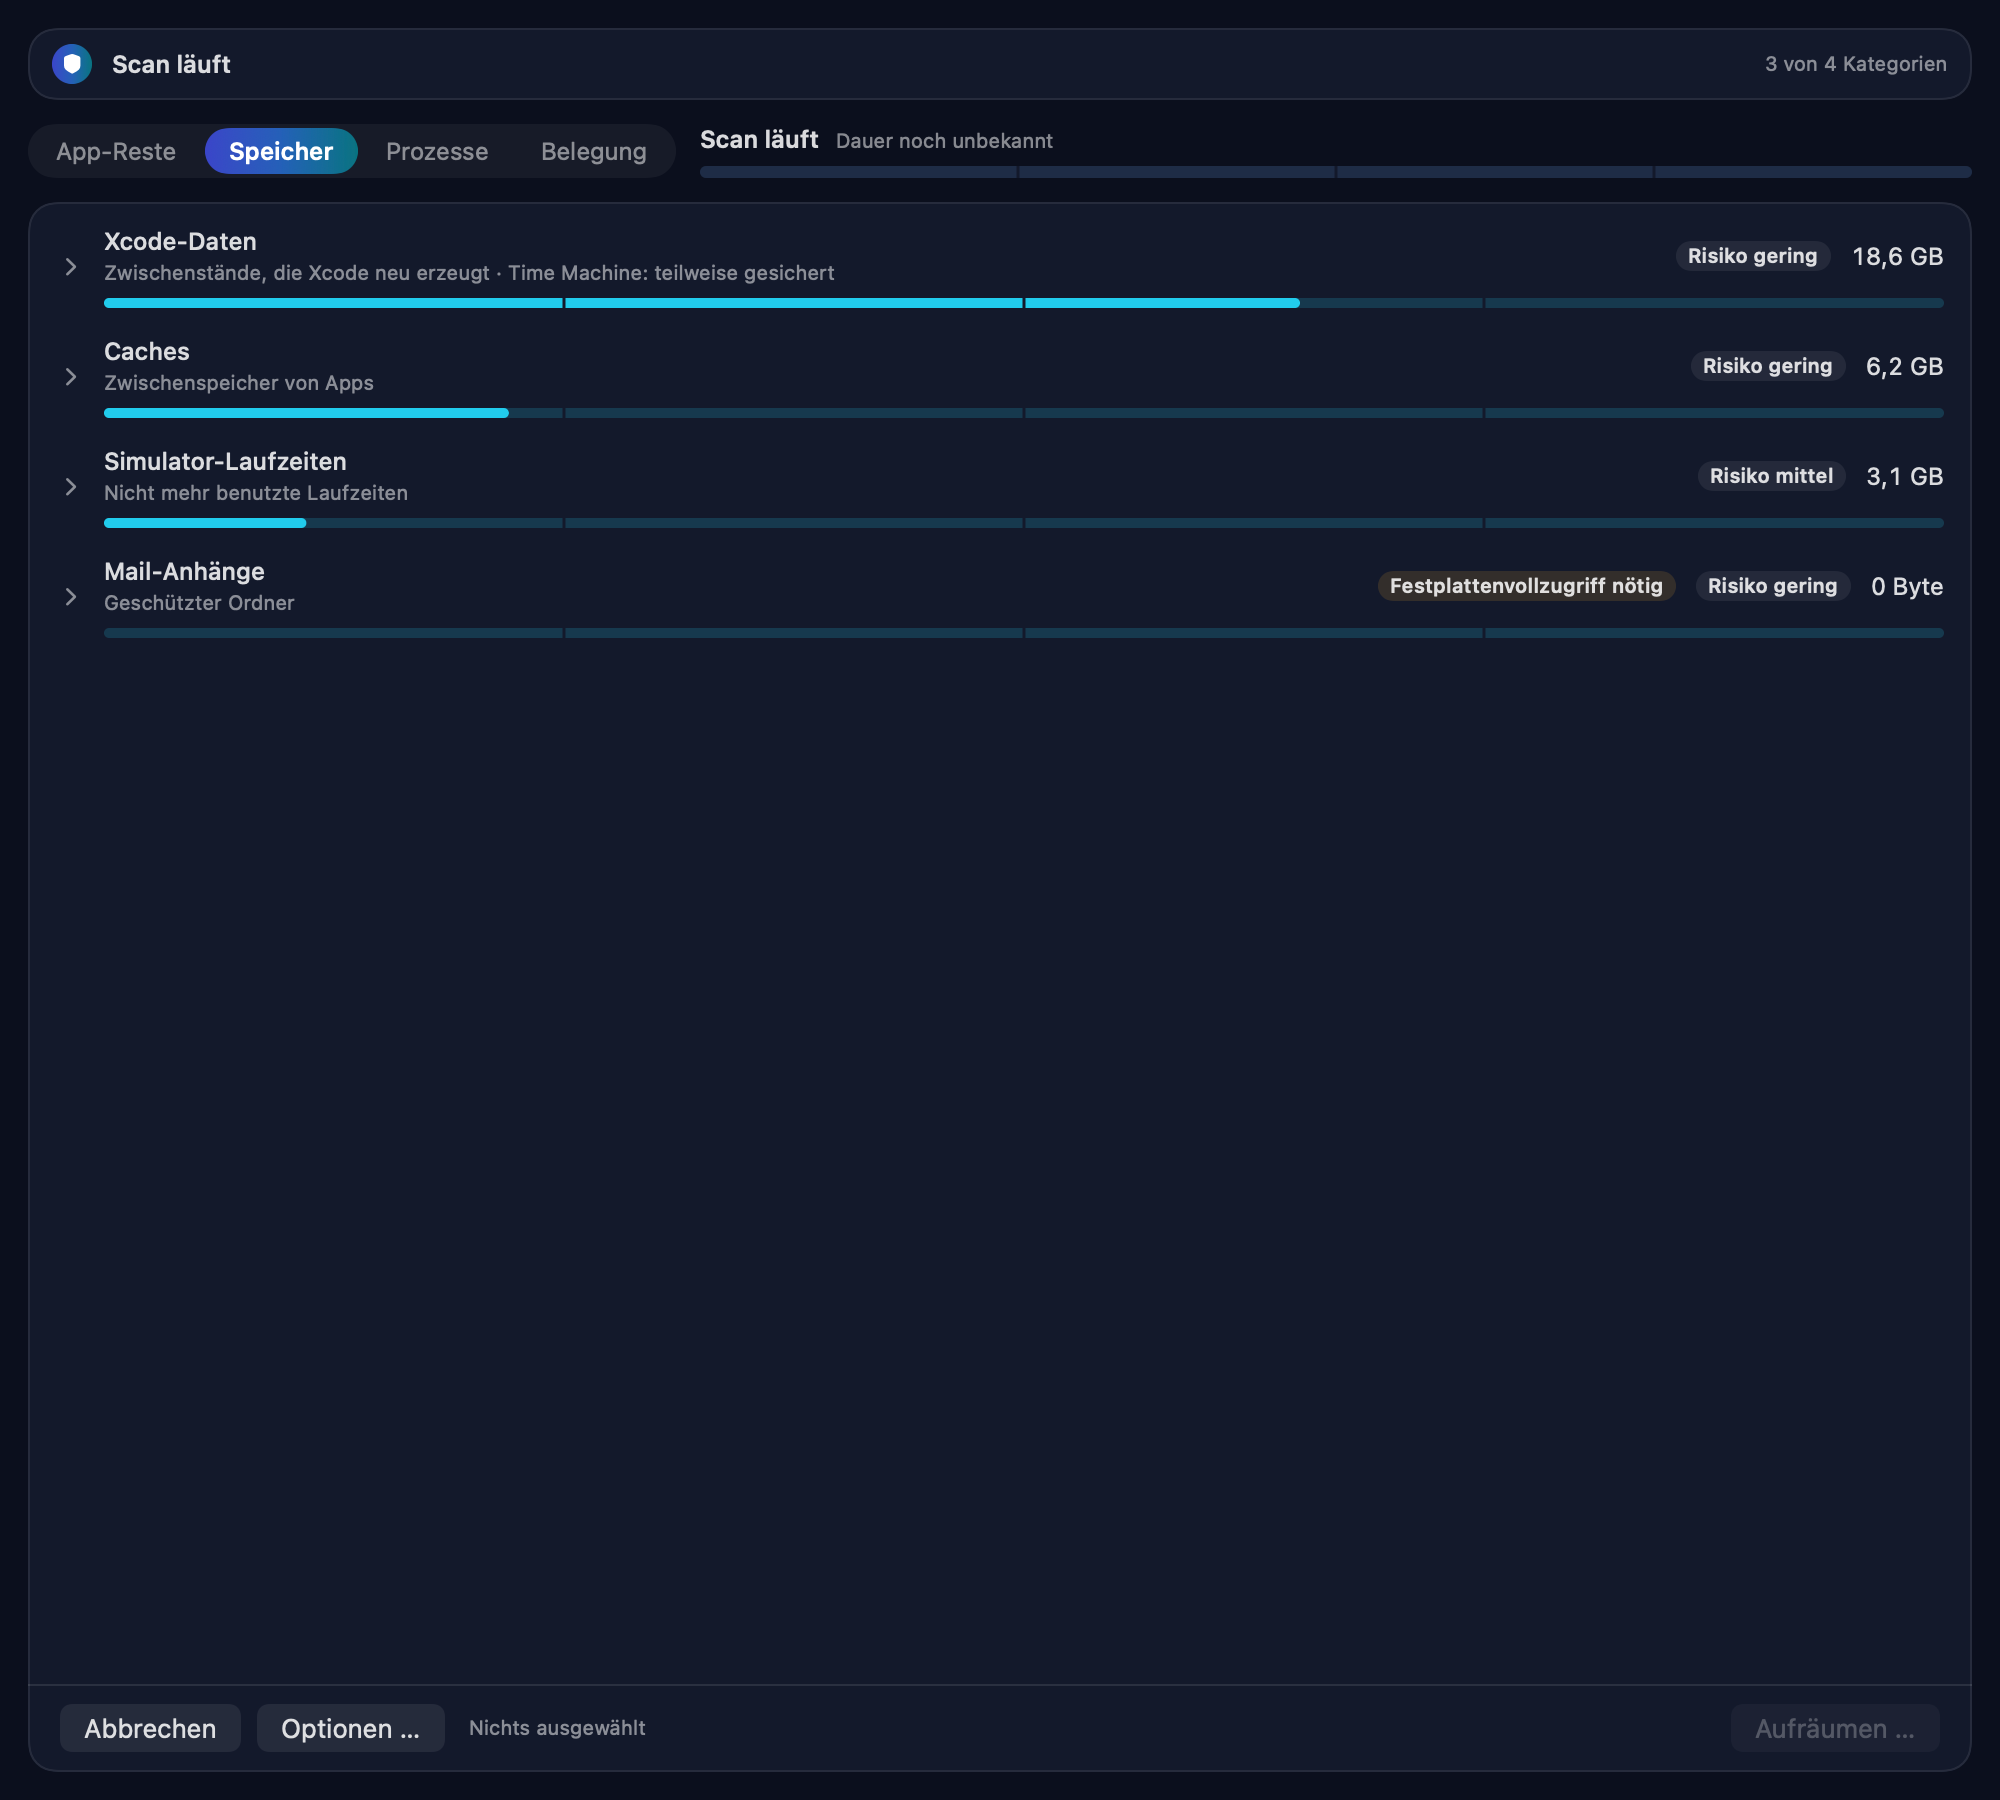 Scan läuft
3 von 4 Kategorien
App-Reste
Speicher
Prozesse
Belegung
Scan läuft Dauer noch unbekannt
Xcode-Daten
Zwischenstände, die Xcode neu erzeugt · Time Machine: teilweise gesichert
Risiko gering
18,6 GB
Caches
Zwischenspeicher von Apps
Risiko gering
6,2 GB
Simulator-Laufzeiten
Nicht mehr benutzte Laufzeiten
Risiko mittel
3,1 GB
Mail-Anhänge
Geschützter Ordner
Festplattenvollzugriff nötig
Risiko gering
0 Byte
Abbrechen
Optionen ...
Nichts ausgewählt
Aufräumen ...